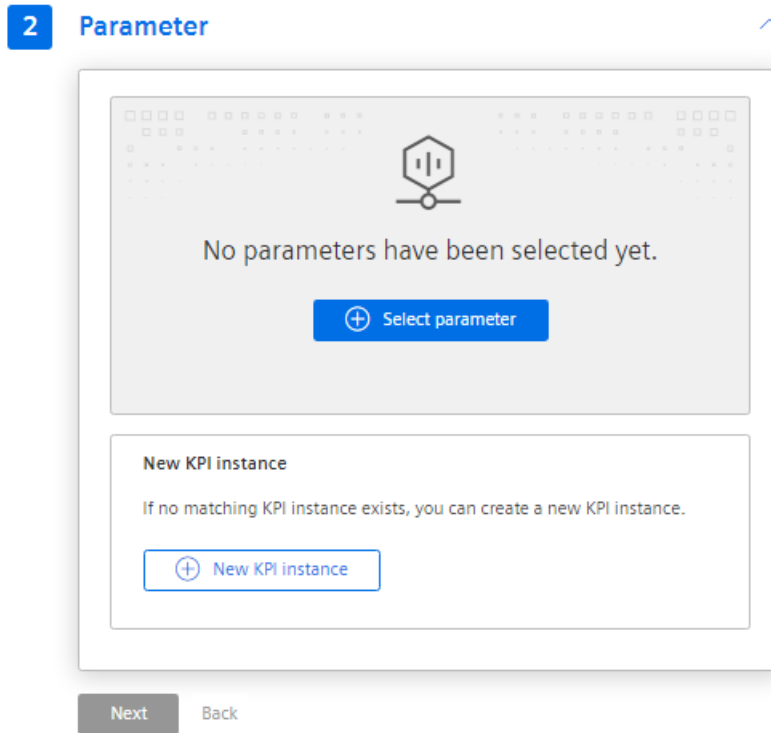 2 Parameter
No parameters have been selected yet.
Select parameter
New KPI instance
If no matching KPI instance exists, you can create a new KPI instance.
New KPI instance
Next Back